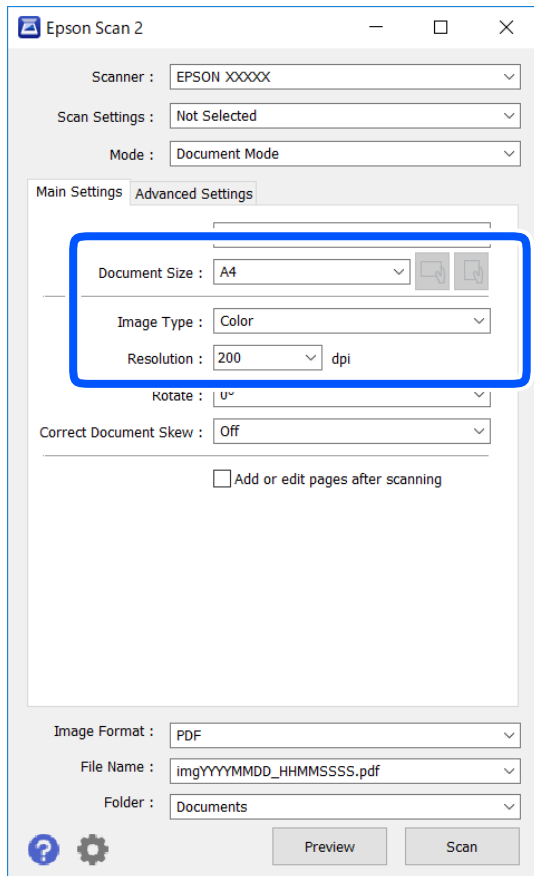 Epson Scan 2
Scanner : EPSON XXXXX
Scan Settings : Not Selected
Mode : Document Mode
Main Settings Advanced Settings
Document Size : A4
Image Type : Color
Resolution : 200 dpi
Rotate : 0°
Correct Document Skew : Off
Add or edit pages after scanning
Image Format : PDF
File Name : imgYYYYMMDD_HHMMSSSS.pdf
Folder : Documents
? Preview Scan